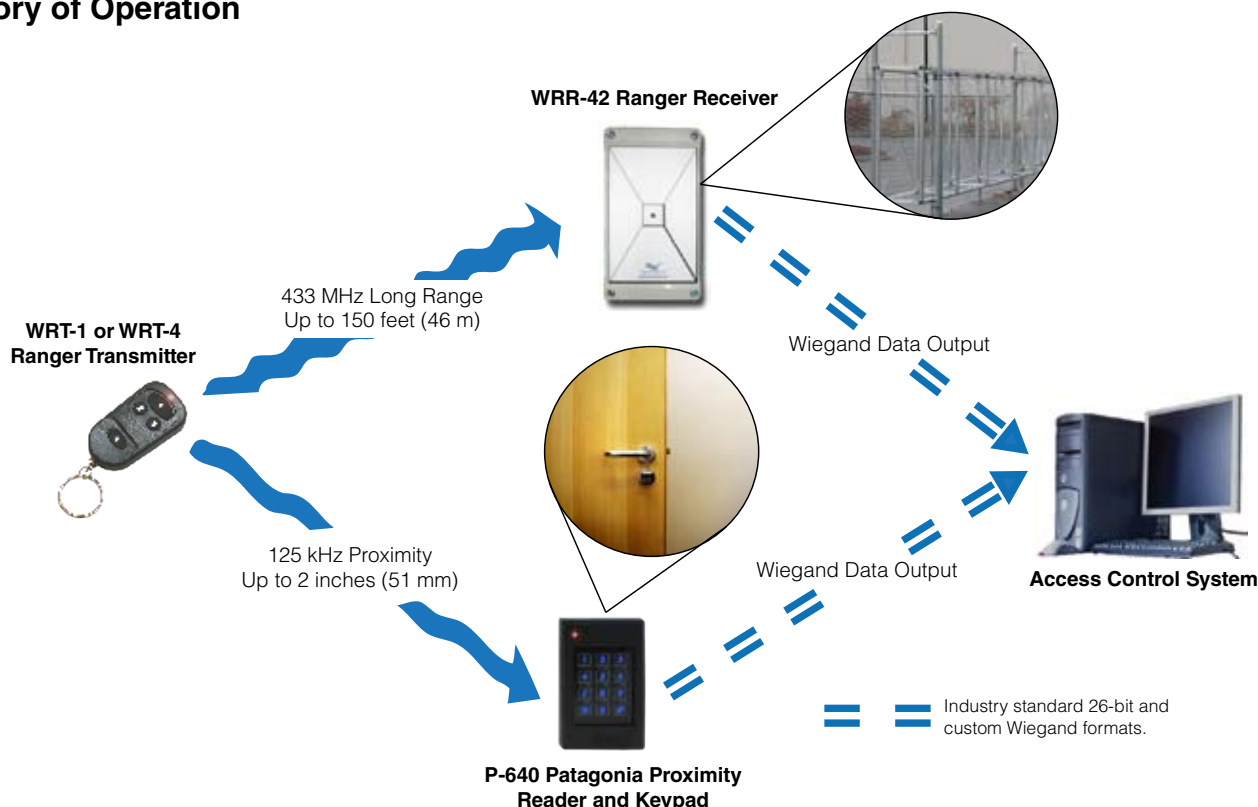 ory of Operation
WRR-42 Ranger Receiver
433 MHz Long Range
Up to 150 feet (46 m)
WRT-1 or WRT-4
Ranger Transmitter
Wiegand Data Output
125 kHz Proximity
Up to 2 inches (51 mm)
Wiegand Data Output
Access Control System
Industry standard 26-bit and
custom Wiegand formats.
P-640 Patagonia Proximity
Reader and Keypad